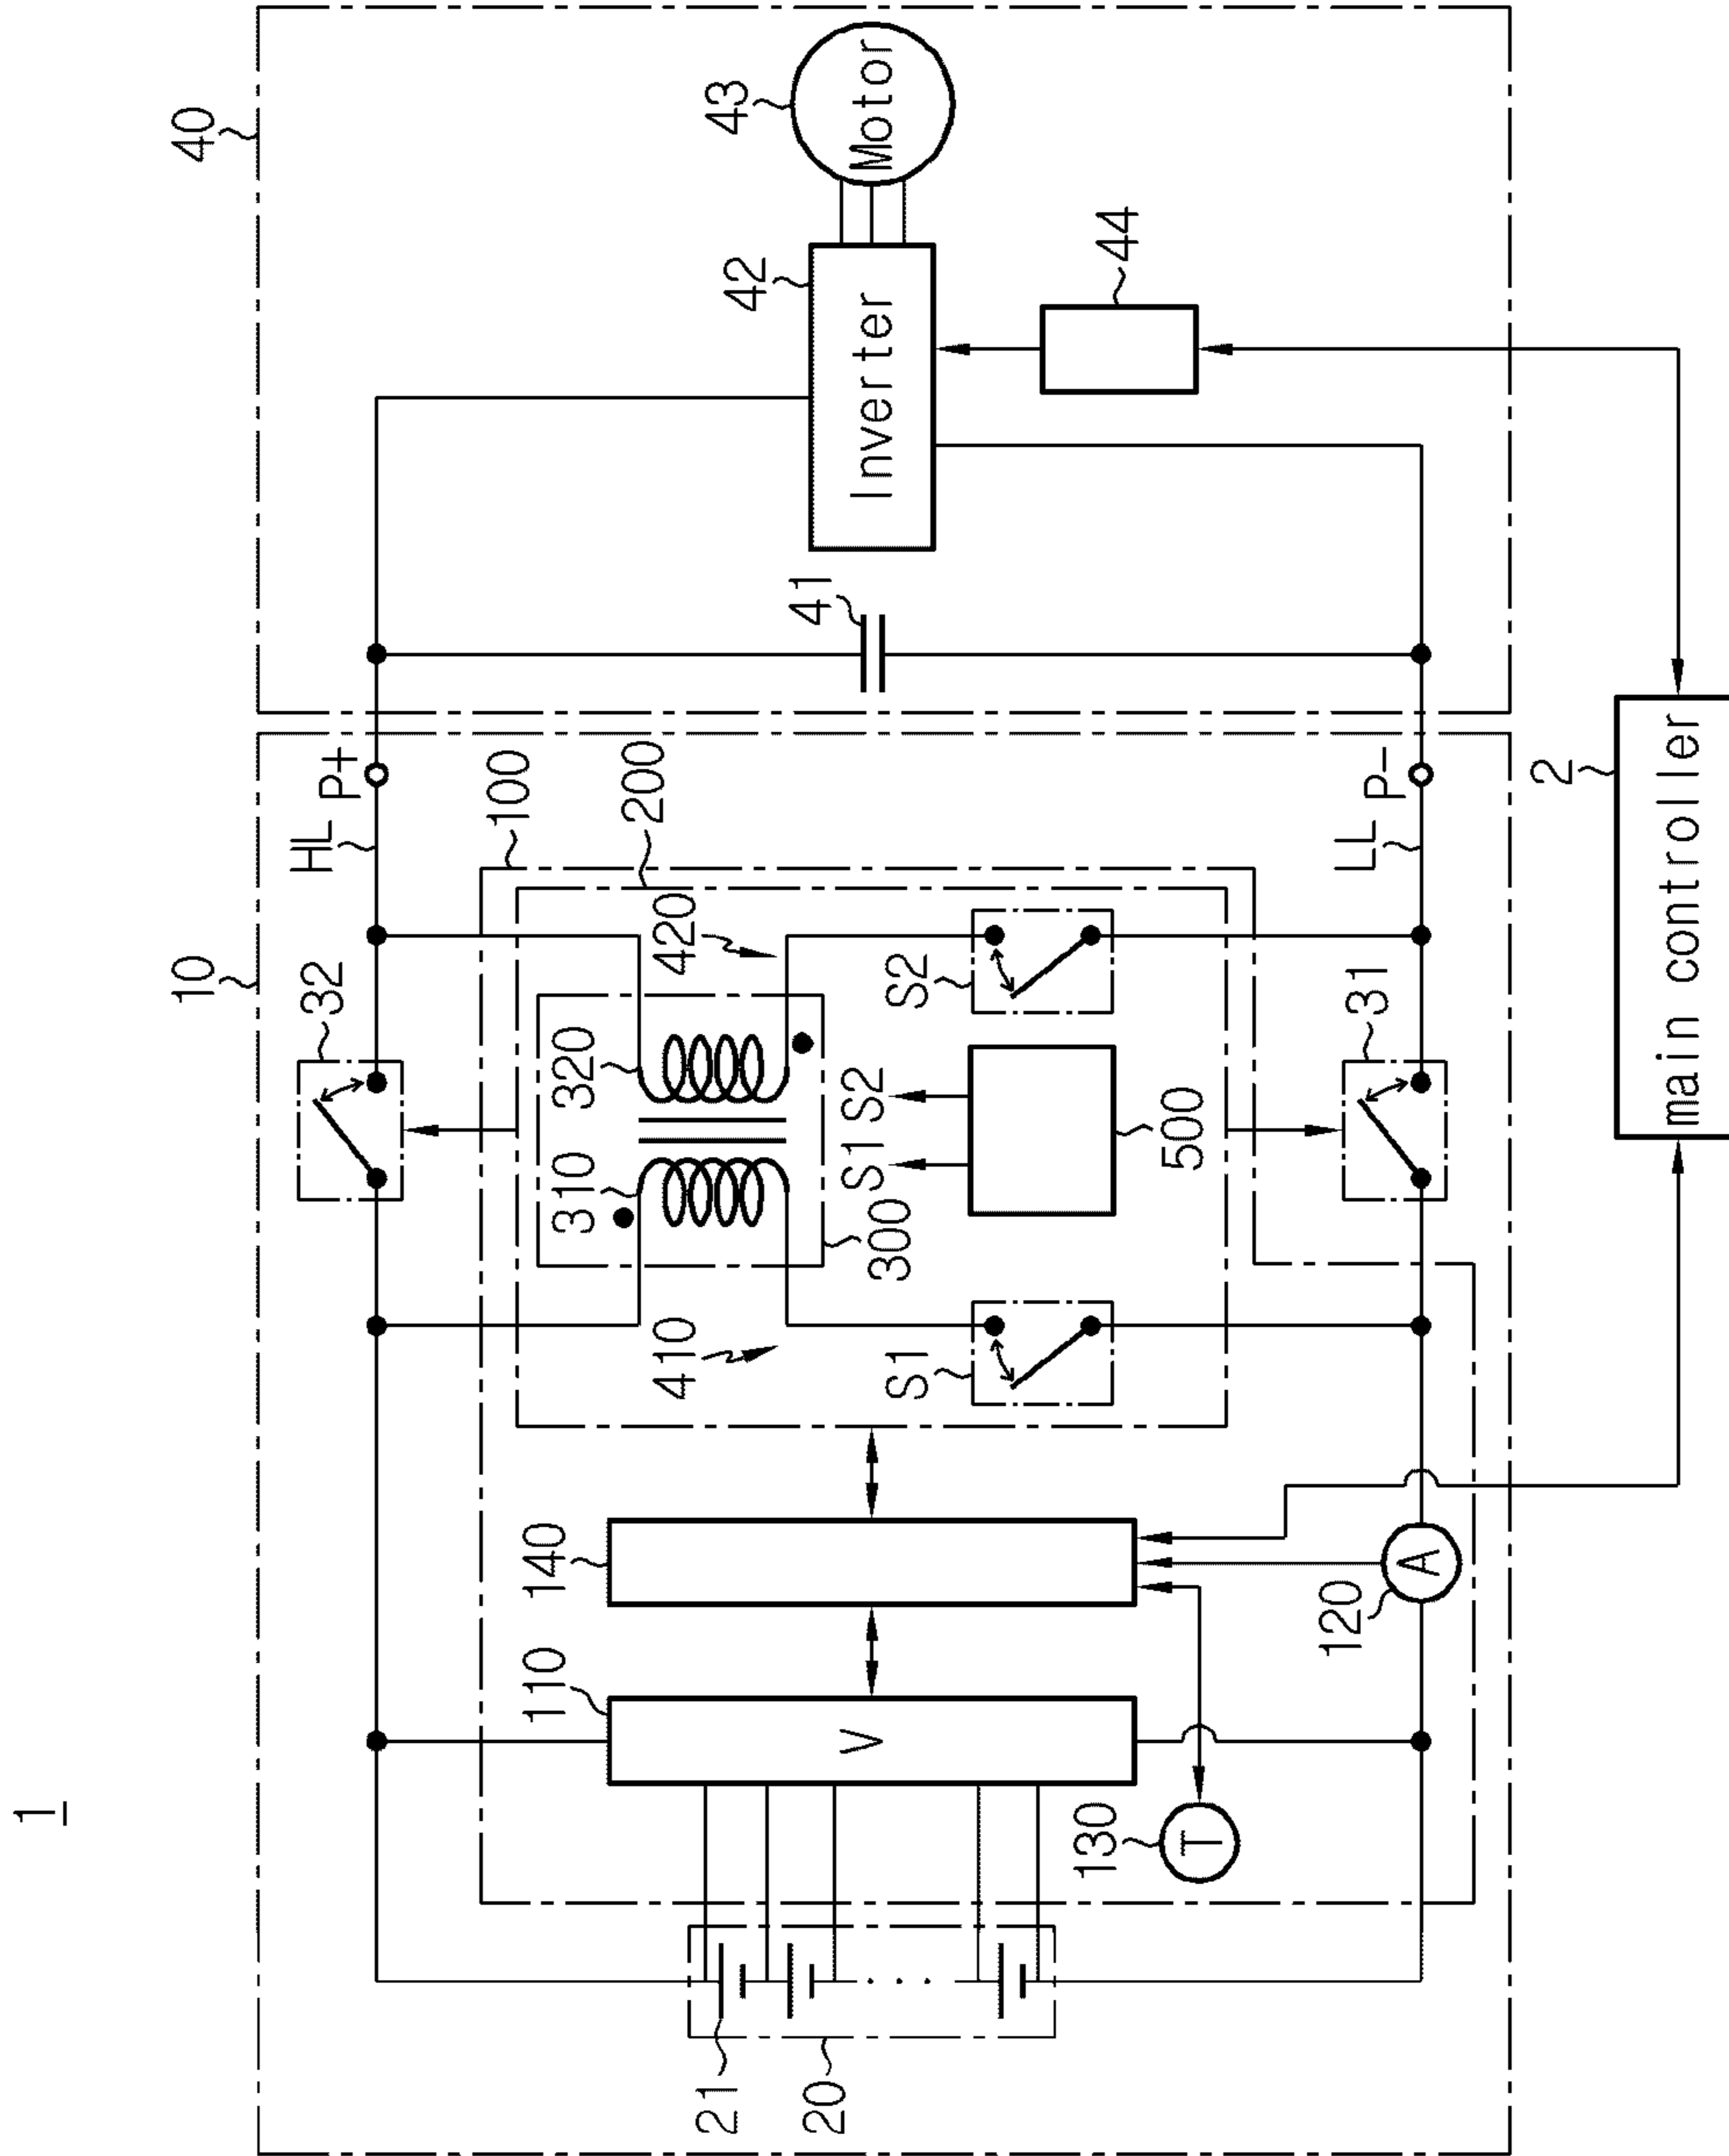 1
10
40
32
HL
P+
100
200
310
320
420
300
410
S1
S2
S1
S2
500
110
V
140
130
T
120
A
21
20
31
LL
P-
41
42
Inverter
43
Motor
44
2
main controller